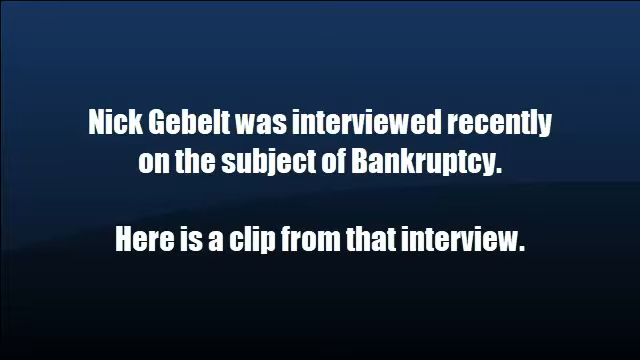 Nick Gebelt was interviewed recently
on the subject of Bankruptcy.
Here is a clip from that interview.